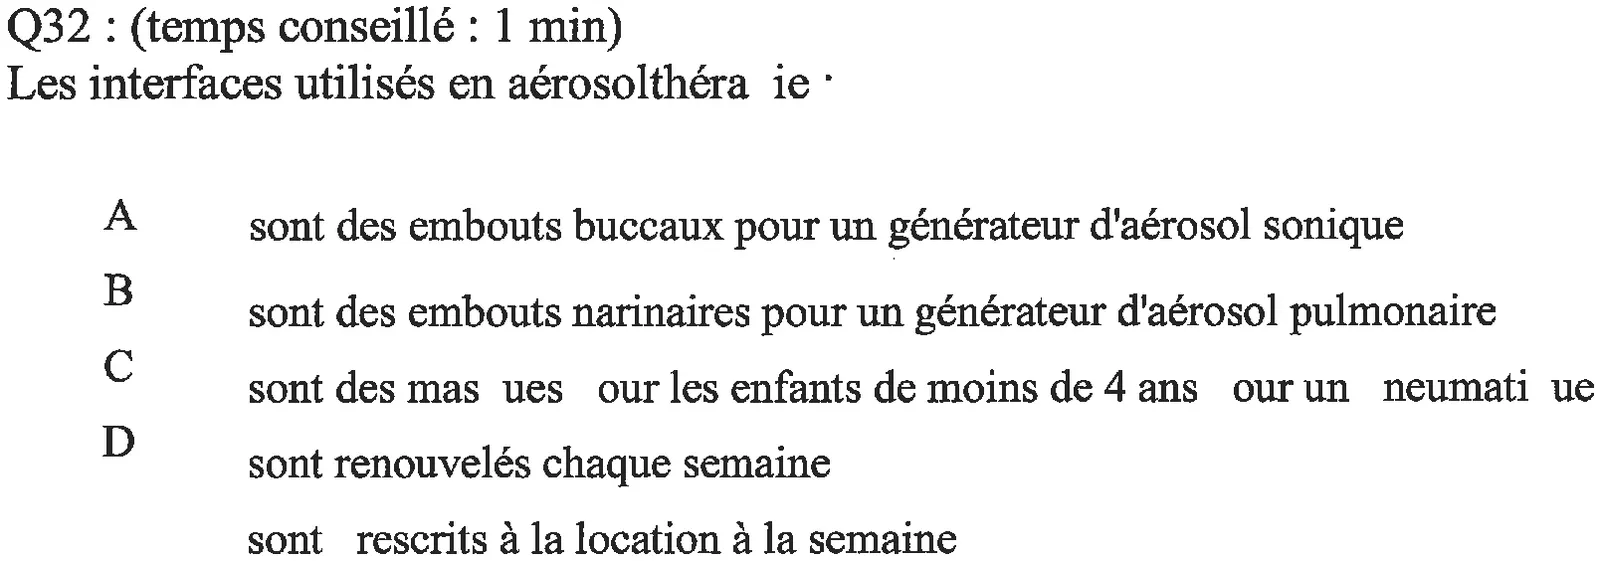 Q32 : (temps conseillé : 1 min)
Les interfaces utilisés en aérosolthéra ie ·
A sont des embouts buccaux pour un générateur d'aérosol sonique
B sont des embouts narinaires pour un générateur d'aérosol pulmonaire
C sont des mas ues our les enfants de moins de 4 ans our un neumati ue
D sont renouvelés chaque semaine
sont rescrits à la location à la semaine